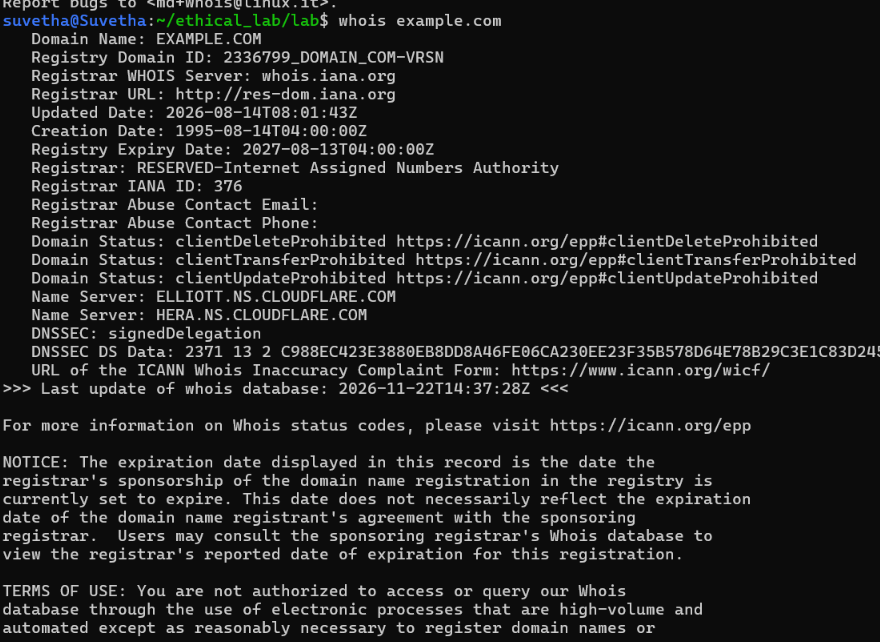 Report bugs to <md+whois@linux.it>.
suvetha@Suvetha:~/ethical_lab/lab$ whois example.com
   Domain Name: EXAMPLE.COM
   Registry Domain ID: 2336799_DOMAIN_COM-VRSN
   Registrar WHOIS Server: whois.iana.org
   Registrar URL: http://res-dom.iana.org
   Updated Date: 2026-08-14T08:01:43Z
   Creation Date: 1995-08-14T04:00:00Z
   Registry Expiry Date: 2027-08-13T04:00:00Z
   Registrar: RESERVED-Internet Assigned Numbers Authority
   Registrar IANA ID: 376
   Registrar Abuse Contact Email:
   Registrar Abuse Contact Phone:
   Domain Status: clientDeleteProhibited https://icann.org/epp#clientDeleteProhibited
   Domain Status: clientTransferProhibited https://icann.org/epp#clientTransferProhibited
   Domain Status: clientUpdateProhibited https://icann.org/epp#clientUpdateProhibited
   Name Server: ELLIOTT.NS.CLOUDFLARE.COM
   Name Server: HERA.NS.CLOUDFLARE.COM
   DNSSEC: signedDelegation
   DNSSEC DS Data: 2371 13 2 C988EC423E3880EB8DD8A46FE06CA230EE23F35B578D64E78B29C3E1C83D245
   URL of the ICANN Whois Inaccuracy Complaint Form: https://www.icann.org/wicf/
>>> Last update of whois database: 2026-11-22T14:37:28Z <<<

For more information on Whois status codes, please visit https://icann.org/epp

NOTICE: The expiration date displayed in this record is the date the
registrar's sponsorship of the domain name registration in the registry is
currently set to expire. This date does not necessarily reflect the expiration
date of the domain name registrant's agreement with the sponsoring
registrar.  Users may consult the sponsoring registrar's Whois database to
view the registrar's reported date of expiration for this registration.

TERMS OF USE: You are not authorized to access or query our Whois
database through the use of electronic processes that are high-volume and
automated except as reasonably necessary to register domain names or